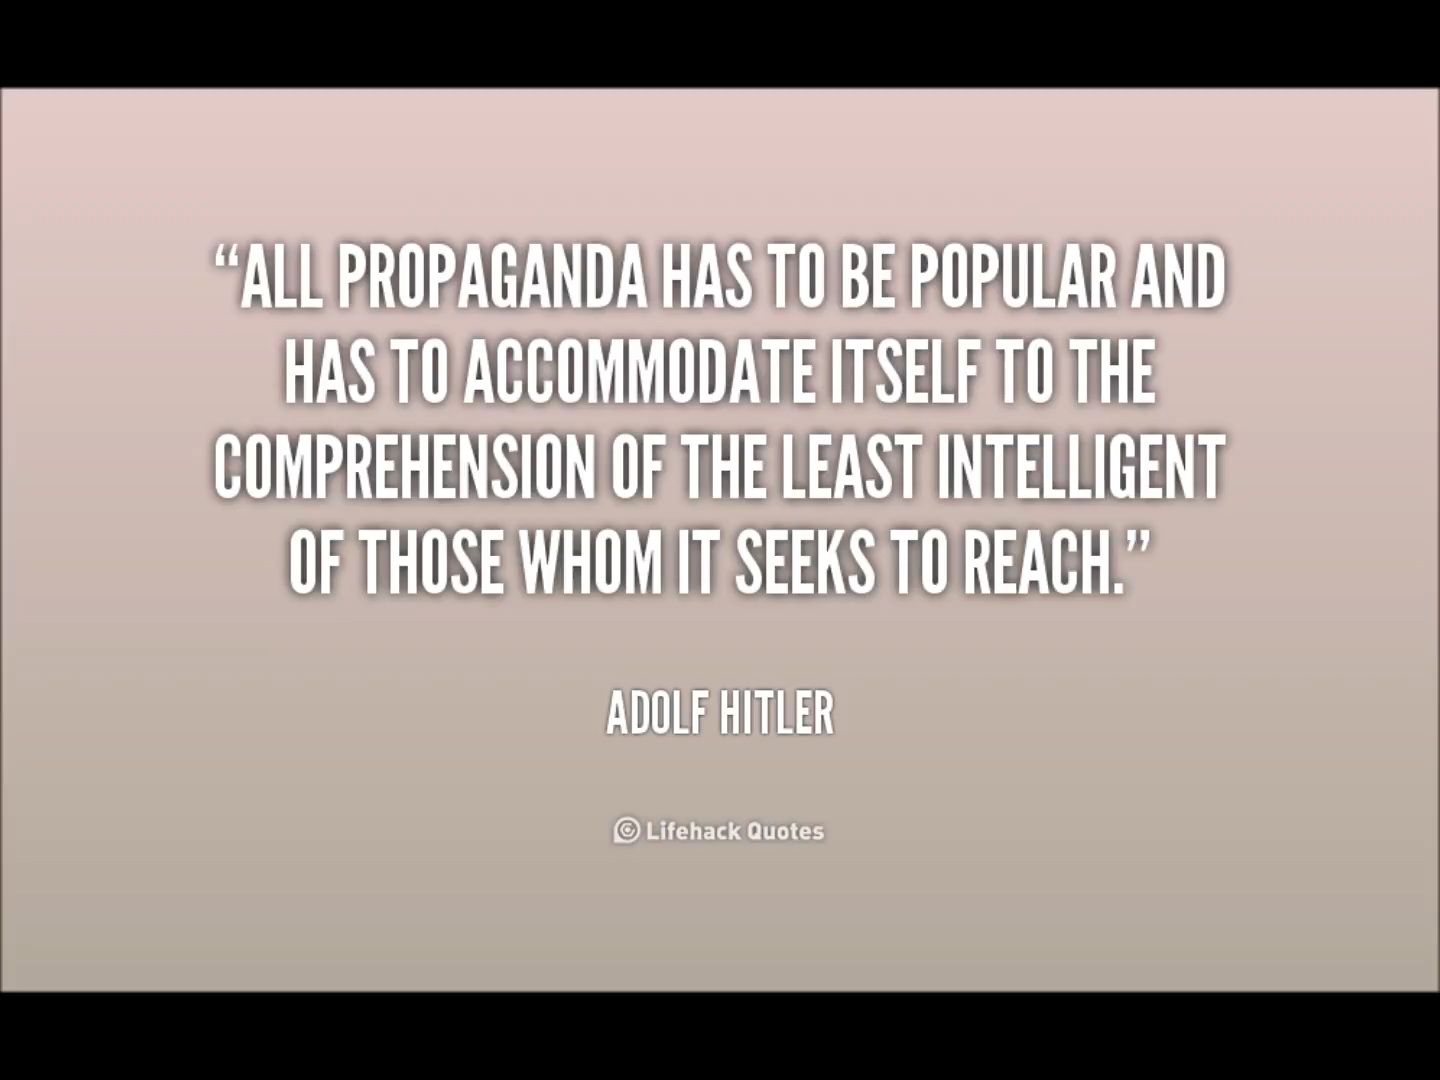 “ALL PROPAGANDA HAS TO BE POPULAR AND
HAS TO ACCOMMODATE ITSELF TO THE
COMPREHENSION OF THE LEAST INTELLIGENT
OF THOSE WHOM IT SEEKS TO REACH.”
ADOLF HITLER
Lifehack Quotes